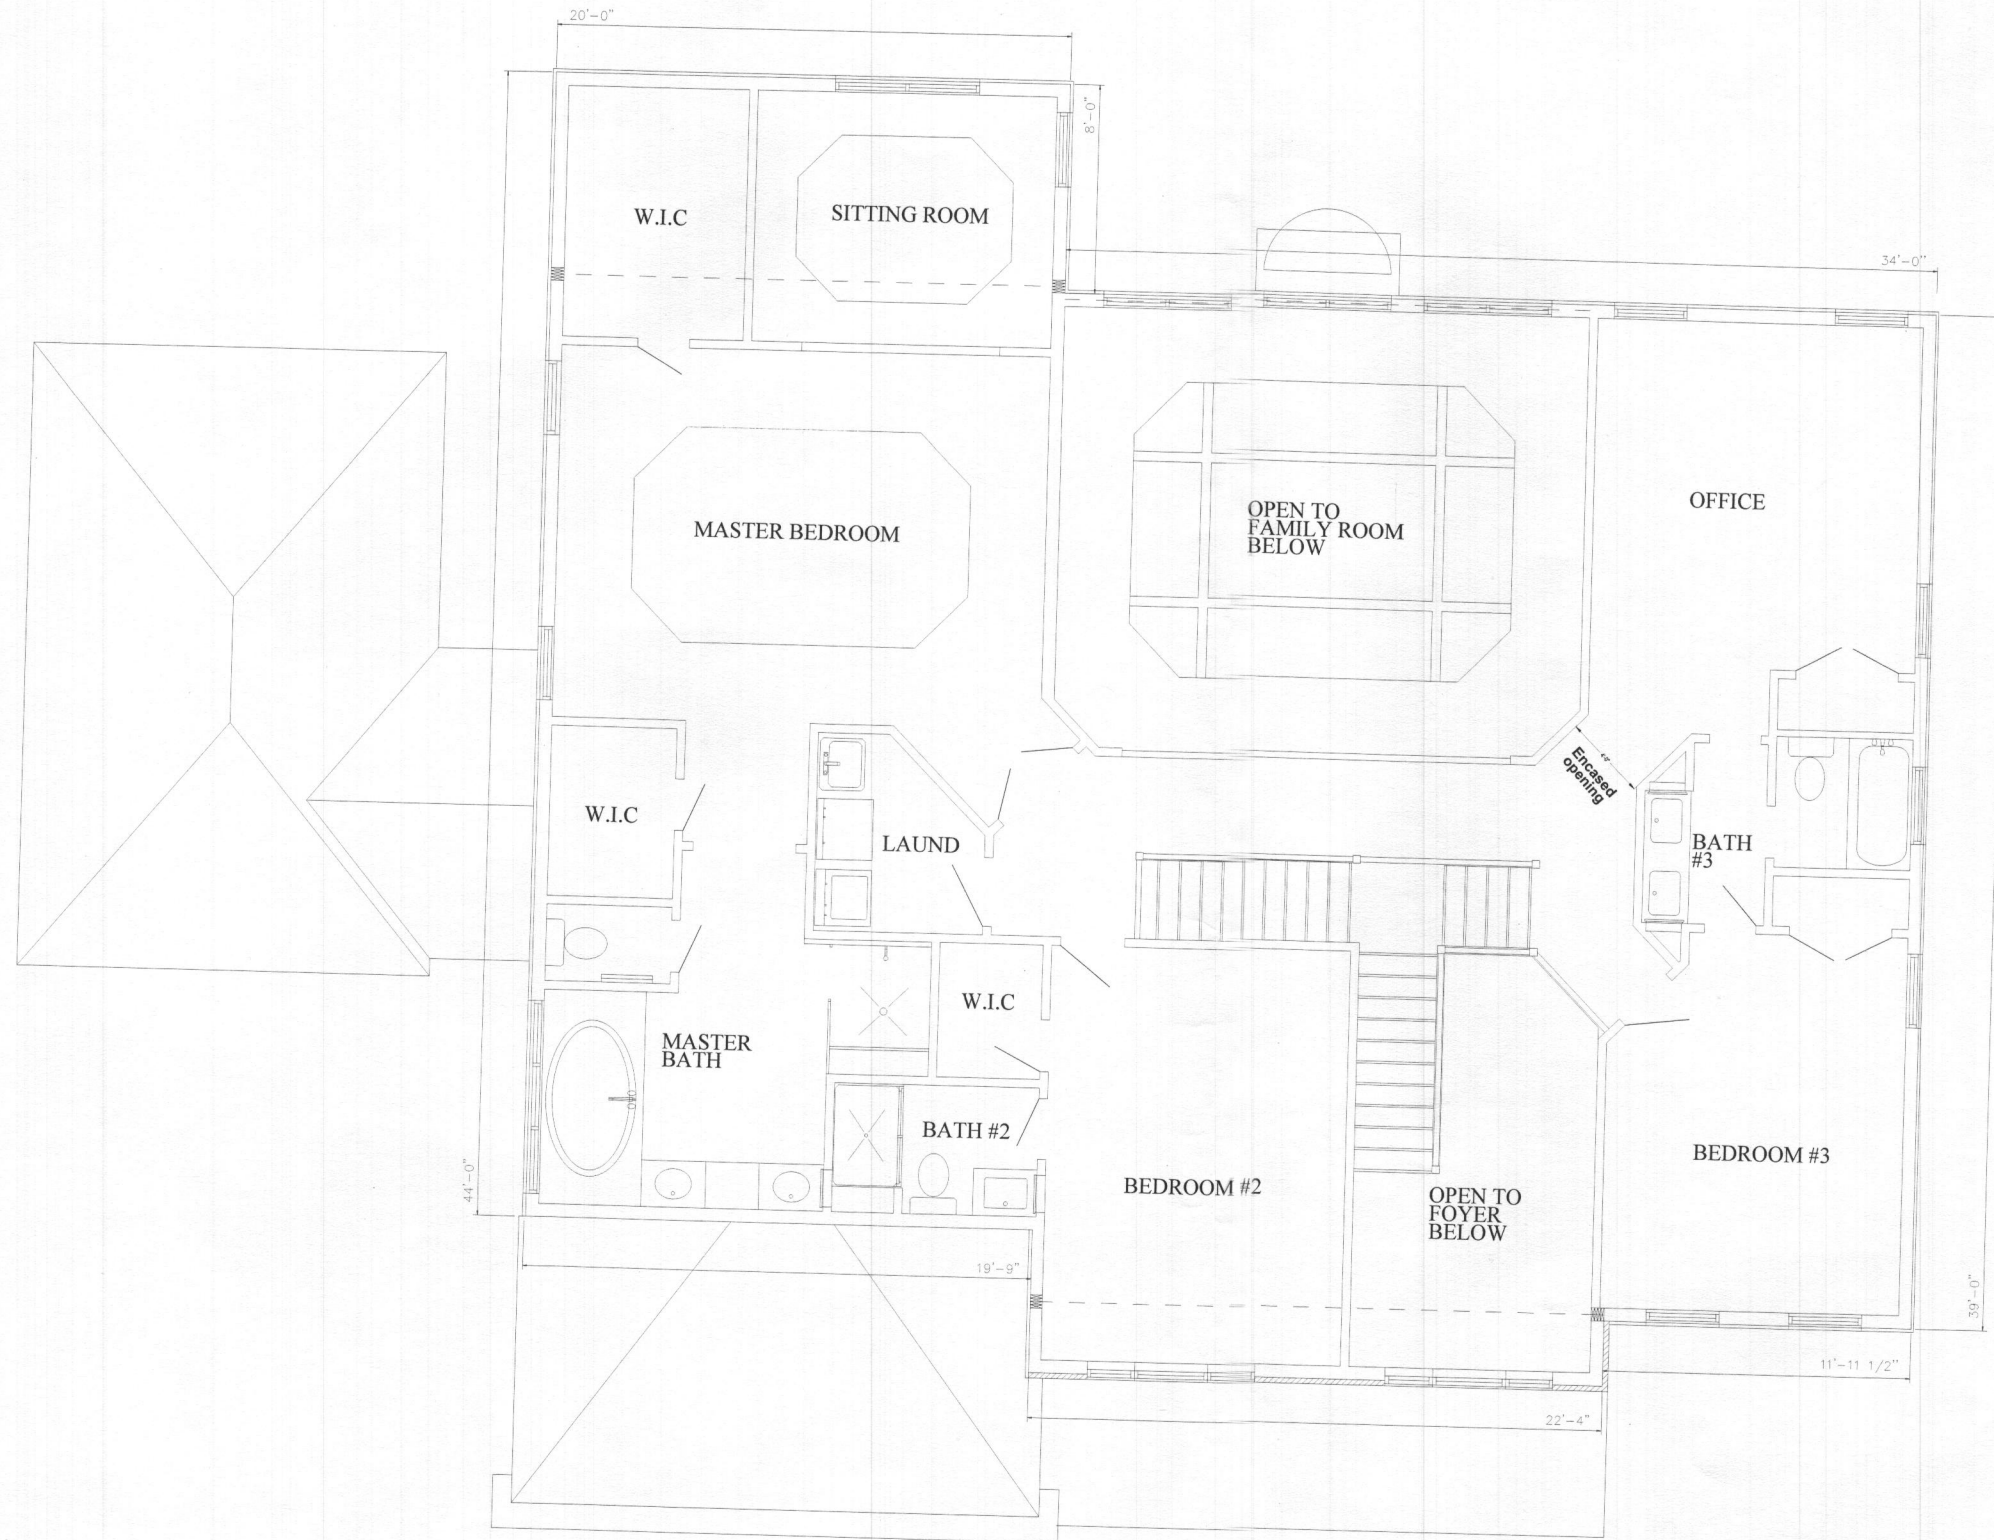 20'-0"
8'-0"
W.I.C
SITTING ROOM
34'-0"
MASTER BEDROOM
OPEN TO
FAMILY ROOM
BELOW
OFFICE
Encased
opening
W.I.C
LAUND
BATH
#3
W.I.C
MASTER
BATH
BATH #2
BEDROOM #2
OPEN TO
FOYER
BELOW
BEDROOM #3
44'-0"
19'-9"
39'-0"
11'-11 1/2"
22'-4"